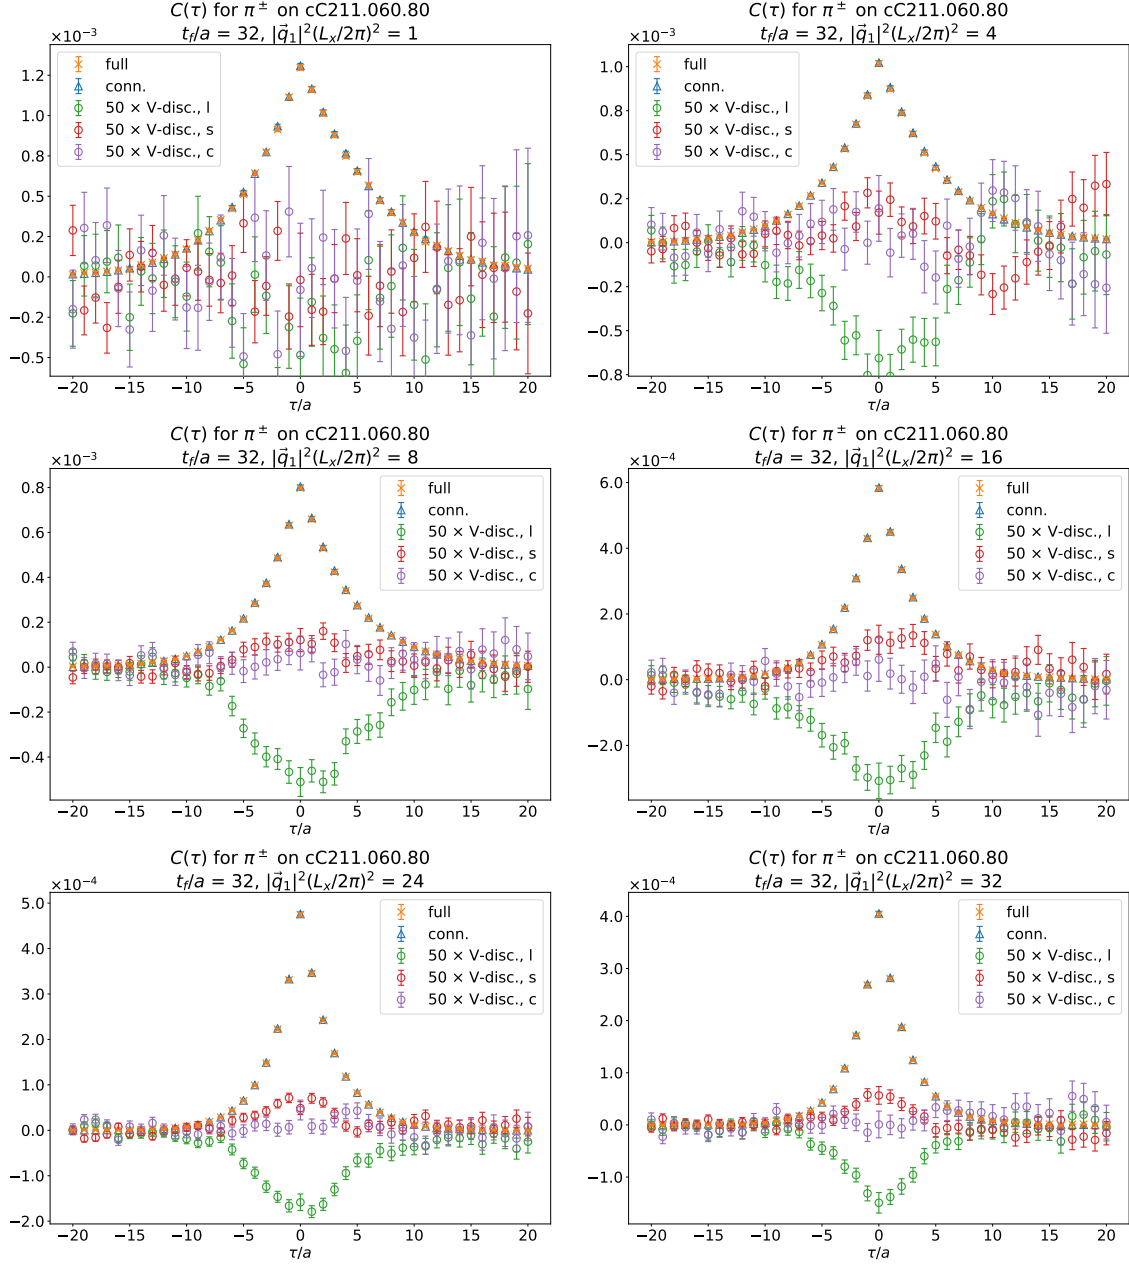 C(τ) for π± on cC211.060.80
t_f/a = 32, |q⃗₁|²(Lₓ/2π)² = 1
×10⁻³
full
conn.
50 × V-disc., l
50 × V-disc., s
50 × V-disc., c
1.2
1.0
0.8
0.5
0.2
0.0
−0.2
−0.5
−20 −15 −10 −5 0 5 10 15 20
τ/a
C(τ) for π± on cC211.060.80
t_f/a = 32, |q⃗₁|²(Lₓ/2π)² = 4
×10⁻³
full
conn.
50 × V-disc., l
50 × V-disc., s
50 × V-disc., c
1.0
0.8
0.5
0.2
0.0
−0.2
−0.5
−0.8
−20 −15 −10 −5 0 5 10 15 20
τ/a
C(τ) for π± on cC211.060.80
t_f/a = 32, |q⃗₁|²(Lₓ/2π)² = 8
×10⁻³
full
conn.
50 × V-disc., l
50 × V-disc., s
50 × V-disc., c
0.8
0.6
0.4
0.2
0.0
−0.2
−0.4
−20 −15 −10 −5 0 5 10 15 20
τ/a
C(τ) for π± on cC211.060.80
t_f/a = 32, |q⃗₁|²(Lₓ/2π)² = 16
×10⁻⁴
full
conn.
50 × V-disc., l
50 × V-disc., s
50 × V-disc., c
6.0
4.0
2.0
0.0
−2.0
−20 −15 −10 −5 0 5 10 15 20
τ/a
C(τ) for π± on cC211.060.80
t_f/a = 32, |q⃗₁|²(Lₓ/2π)² = 24
×10⁻⁴
full
conn.
50 × V-disc., l
50 × V-disc., s
50 × V-disc., c
5.0
4.0
3.0
2.0
1.0
0.0
−1.0
−2.0
−20 −15 −10 −5 0 5 10 15 20
τ/a
C(τ) for π± on cC211.060.80
t_f/a = 32, |q⃗₁|²(Lₓ/2π)² = 32
×10⁻⁴
full
conn.
50 × V-disc., l
50 × V-disc., s
50 × V-disc., c
4.0
3.0
2.0
1.0
0.0
−1.0
−20 −15 −10 −5 0 5 10 15 20
τ/a